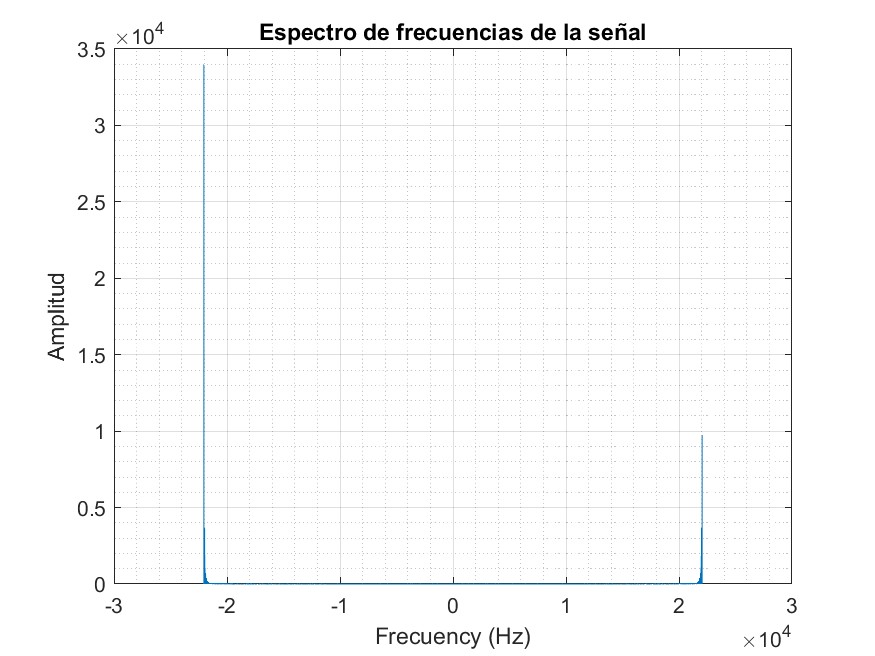 Espectro de frecuencias de la señal
×10^4
3.5
3
2.5
2
1.5
1
0.5
0
Amplitud
-3 -2 -1 0 1 2 3
Frecuency (Hz)
×10^4